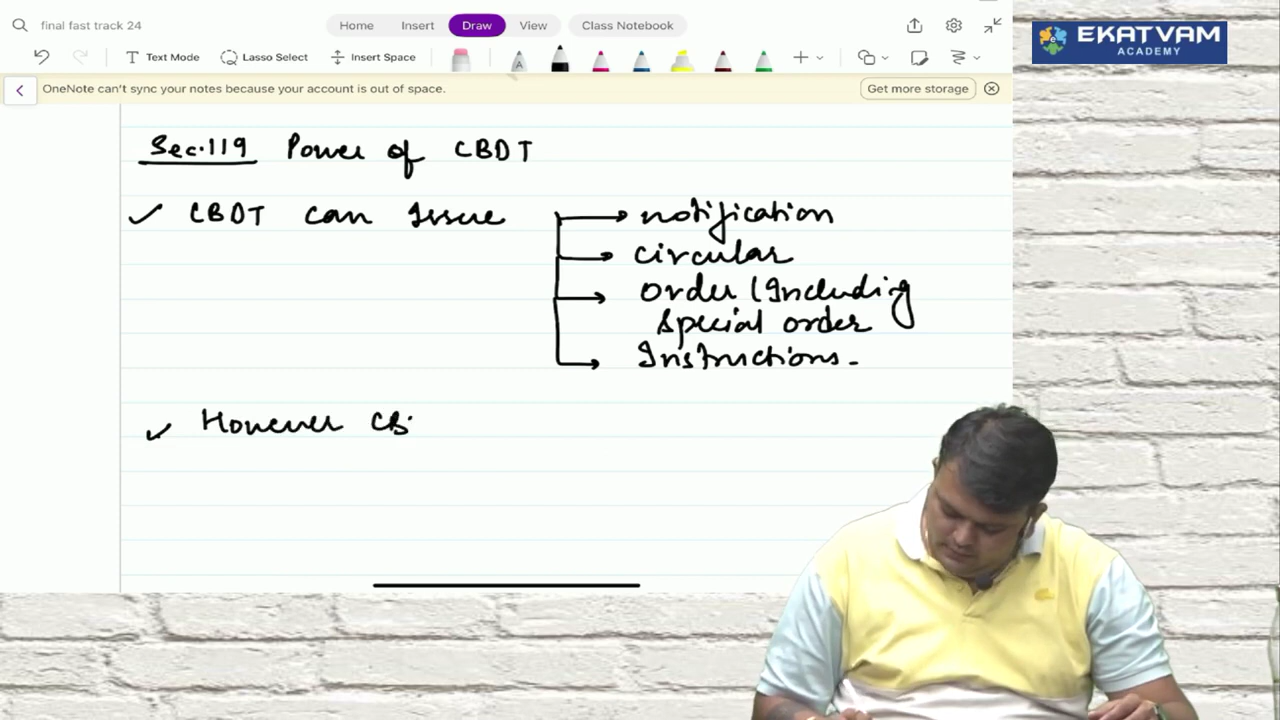 final fast track 24
Home Insert Draw View Class Notebook
Text Mode Lasso Select Insert Space
OneNote can't sync your notes because your account is out of space.
Get more storage
EKATVAM
ACADEMY
Sec.119 Power of CBDT
CBDT can Issue
notification
circular
order (Including
special order
Instructions.
However CB